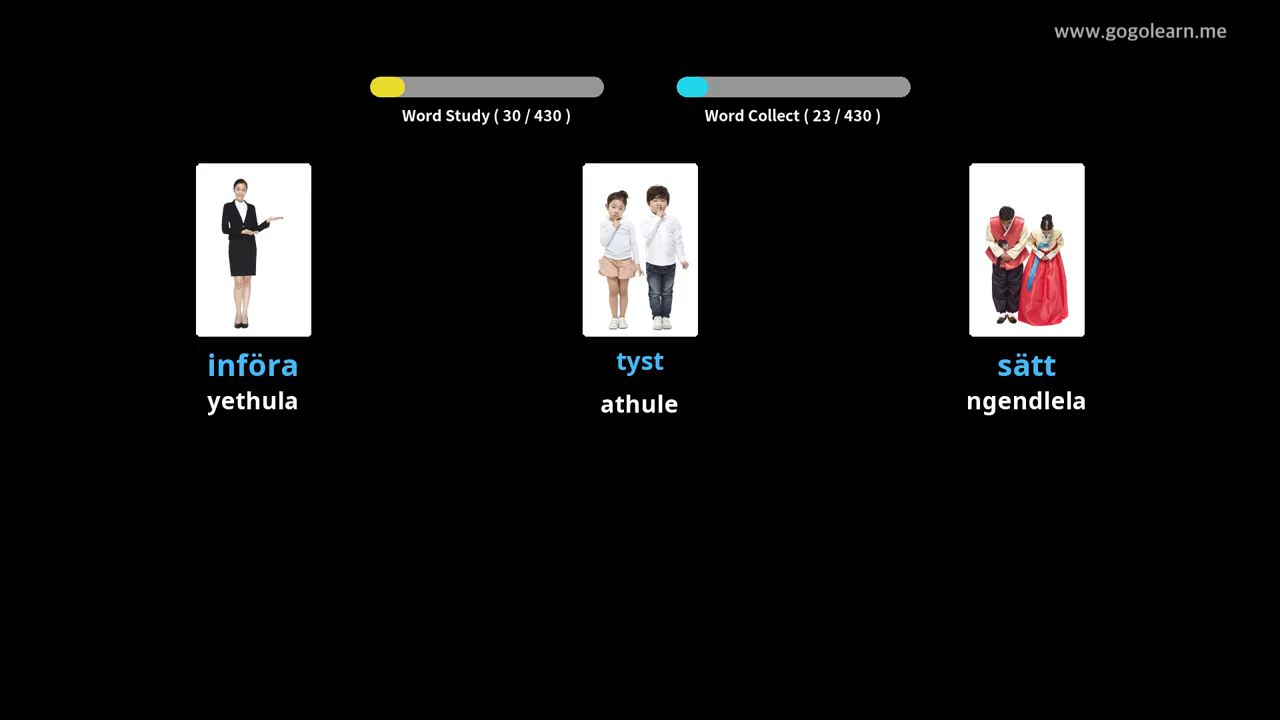 www.gogolearn.me
Word Study ( 30 / 430 )
Word Collect ( 23 / 430 )
införa
yethula
tyst
athule
sätt
ngendlela